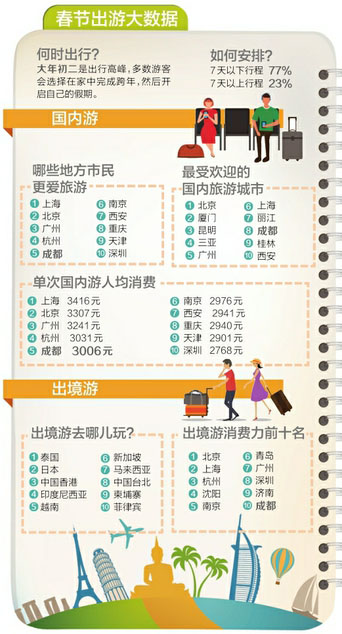 春节出游大数据
何时出行?
大年初二是出行高峰，多数游客
会选择在家中完成跨年，然后开
启自己的假期。
如何安排?
7天以下行程 77%
7天以上行程 23%
国内游
哪些地方市民
更爱旅游
1 上海
2 北京
3 广州
4 杭州
5 成都
6 南京
7 西安
8 重庆
9 天津
10 深圳
最受欢迎的
国内旅游城市
1 北京
2 厦门
3 昆明
4 三亚
5 广州
6 上海
7 丽江
8 成都
9 桂林
10 西安
单次国内游人均消费
1 上海 3416元
2 北京 3307元
3 广州 3241元
4 杭州 3031元
5 成都 3006元
6 南京 2976元
7 西安 2941元
8 重庆 2940元
9 天津 2901元
10 深圳 2768元
出境游
出境游去哪儿玩?
1 泰国
2 日本
3 中国香港
4 印度尼西亚
5 越南
6 新加坡
7 马来西亚
8 中国台北
9 柬埔寨
10 菲律宾
出境游消费力前十名
1 北京
2 上海
3 杭州
4 沈阳
5 南京
6 青岛
7 广州
8 深圳
9 济南
10 成都